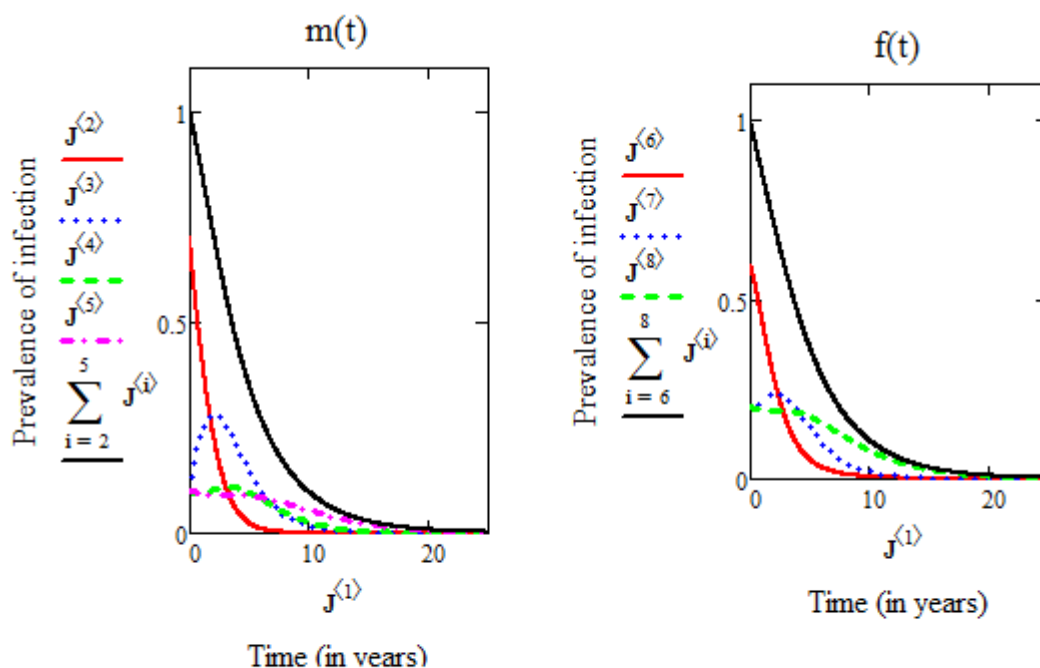 m(t)
Prevalence of infection
J⟨2⟩
J⟨3⟩
J⟨4⟩
J⟨5⟩
5
∑ J⟨i⟩
i = 2
1
0.5
0
0 10 20
J⟨1⟩
Time (in years)
f(t)
Prevalence of infection
J⟨6⟩
J⟨7⟩
J⟨8⟩
8
∑ J⟨i⟩
i = 6
1
0.5
0
0 10 20
J⟨1⟩
Time (in years)